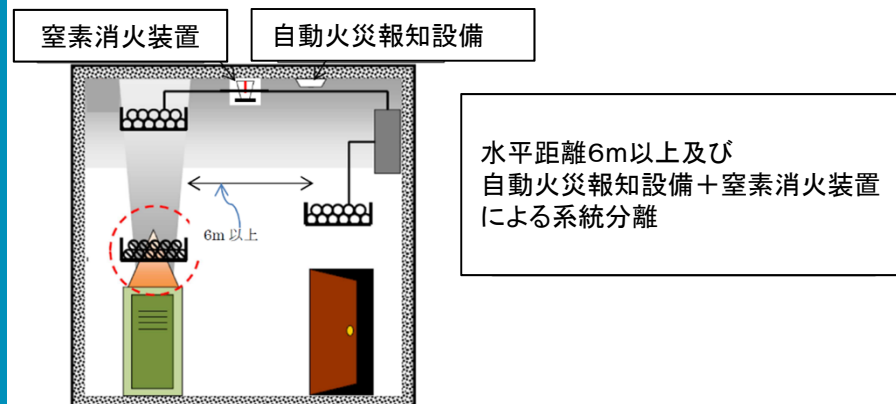 窒素消火装置
自動火災報知設備
水平距離6m以上及び
自動火災報知設備＋窒素消火装置
による系統分離
6m 以上